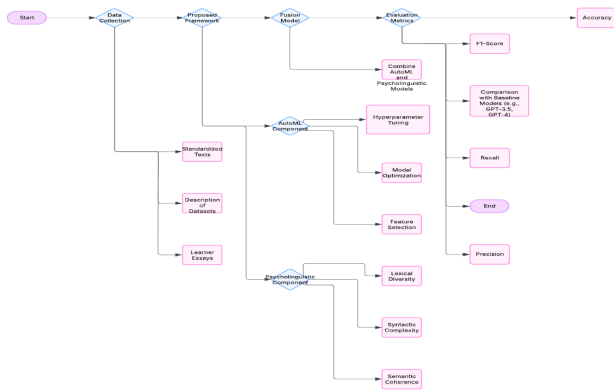 Start
Data
Collection
Proposed
Framework
Fusion
Model
Evaluation
Metrics
Accuracy
F1-Score
Combine
AutoML and
Psycholinguistic
Models
Comparison
with Baseline
Models (e.g.,
GPT-3.5,
GPT-4)
Hyperparameter
Tuning
AutoML
Component
Standardized
Texts
Recall
Model
Optimization
Description
of Datasets
End
Feature
Selection
Learner
Essays
Precision
Psycholinguistic
Component
Lexical
Diversity
Syntactic
Complexity
Semantic
Coherence